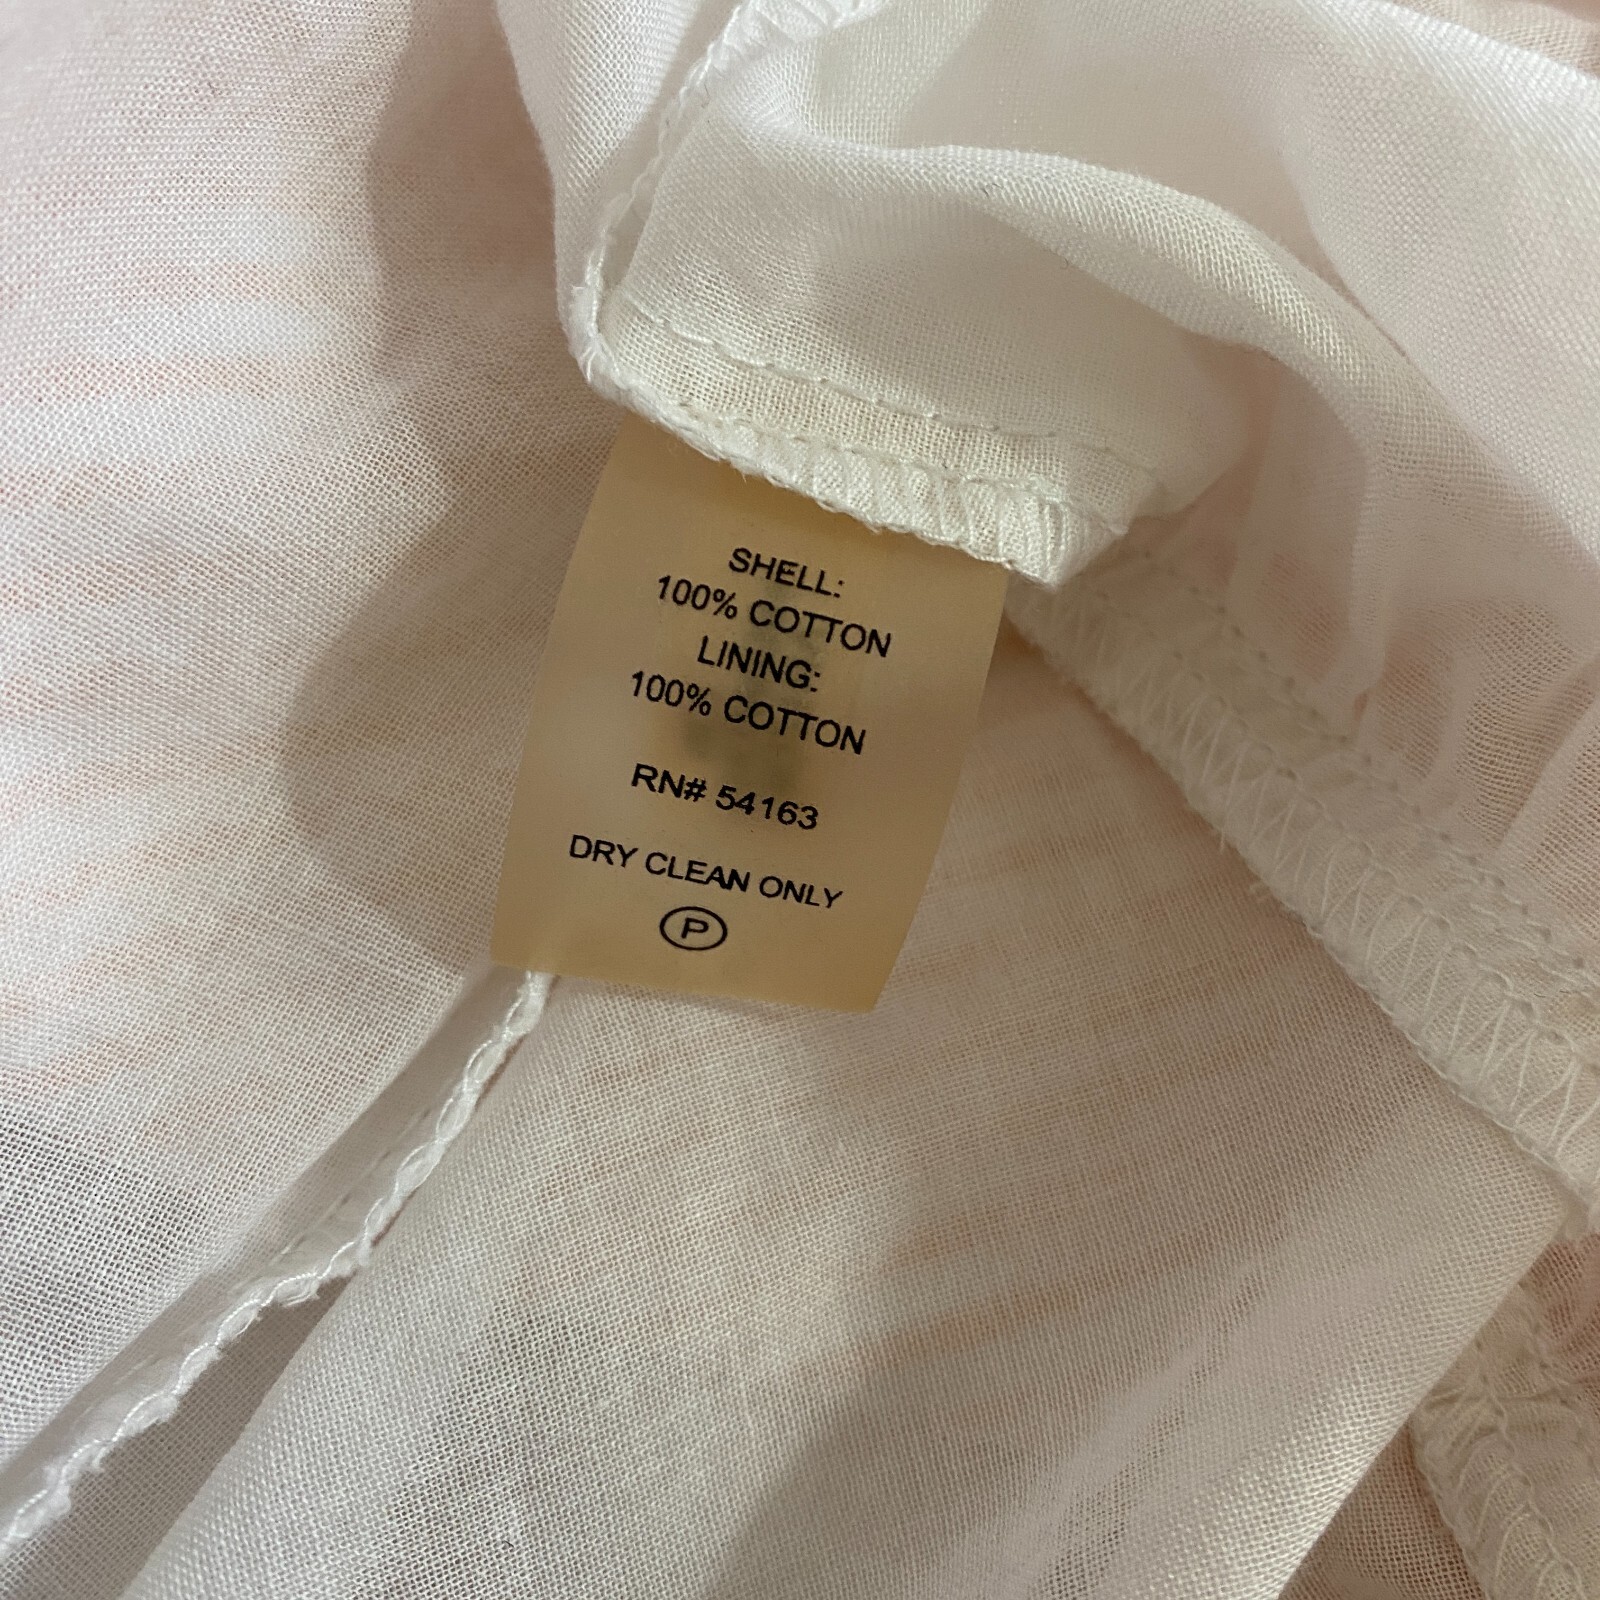 SHELL:
100% COTTON
LINING:
100% COTTON
RN# 54163
DRY CLEAN ONLY
P